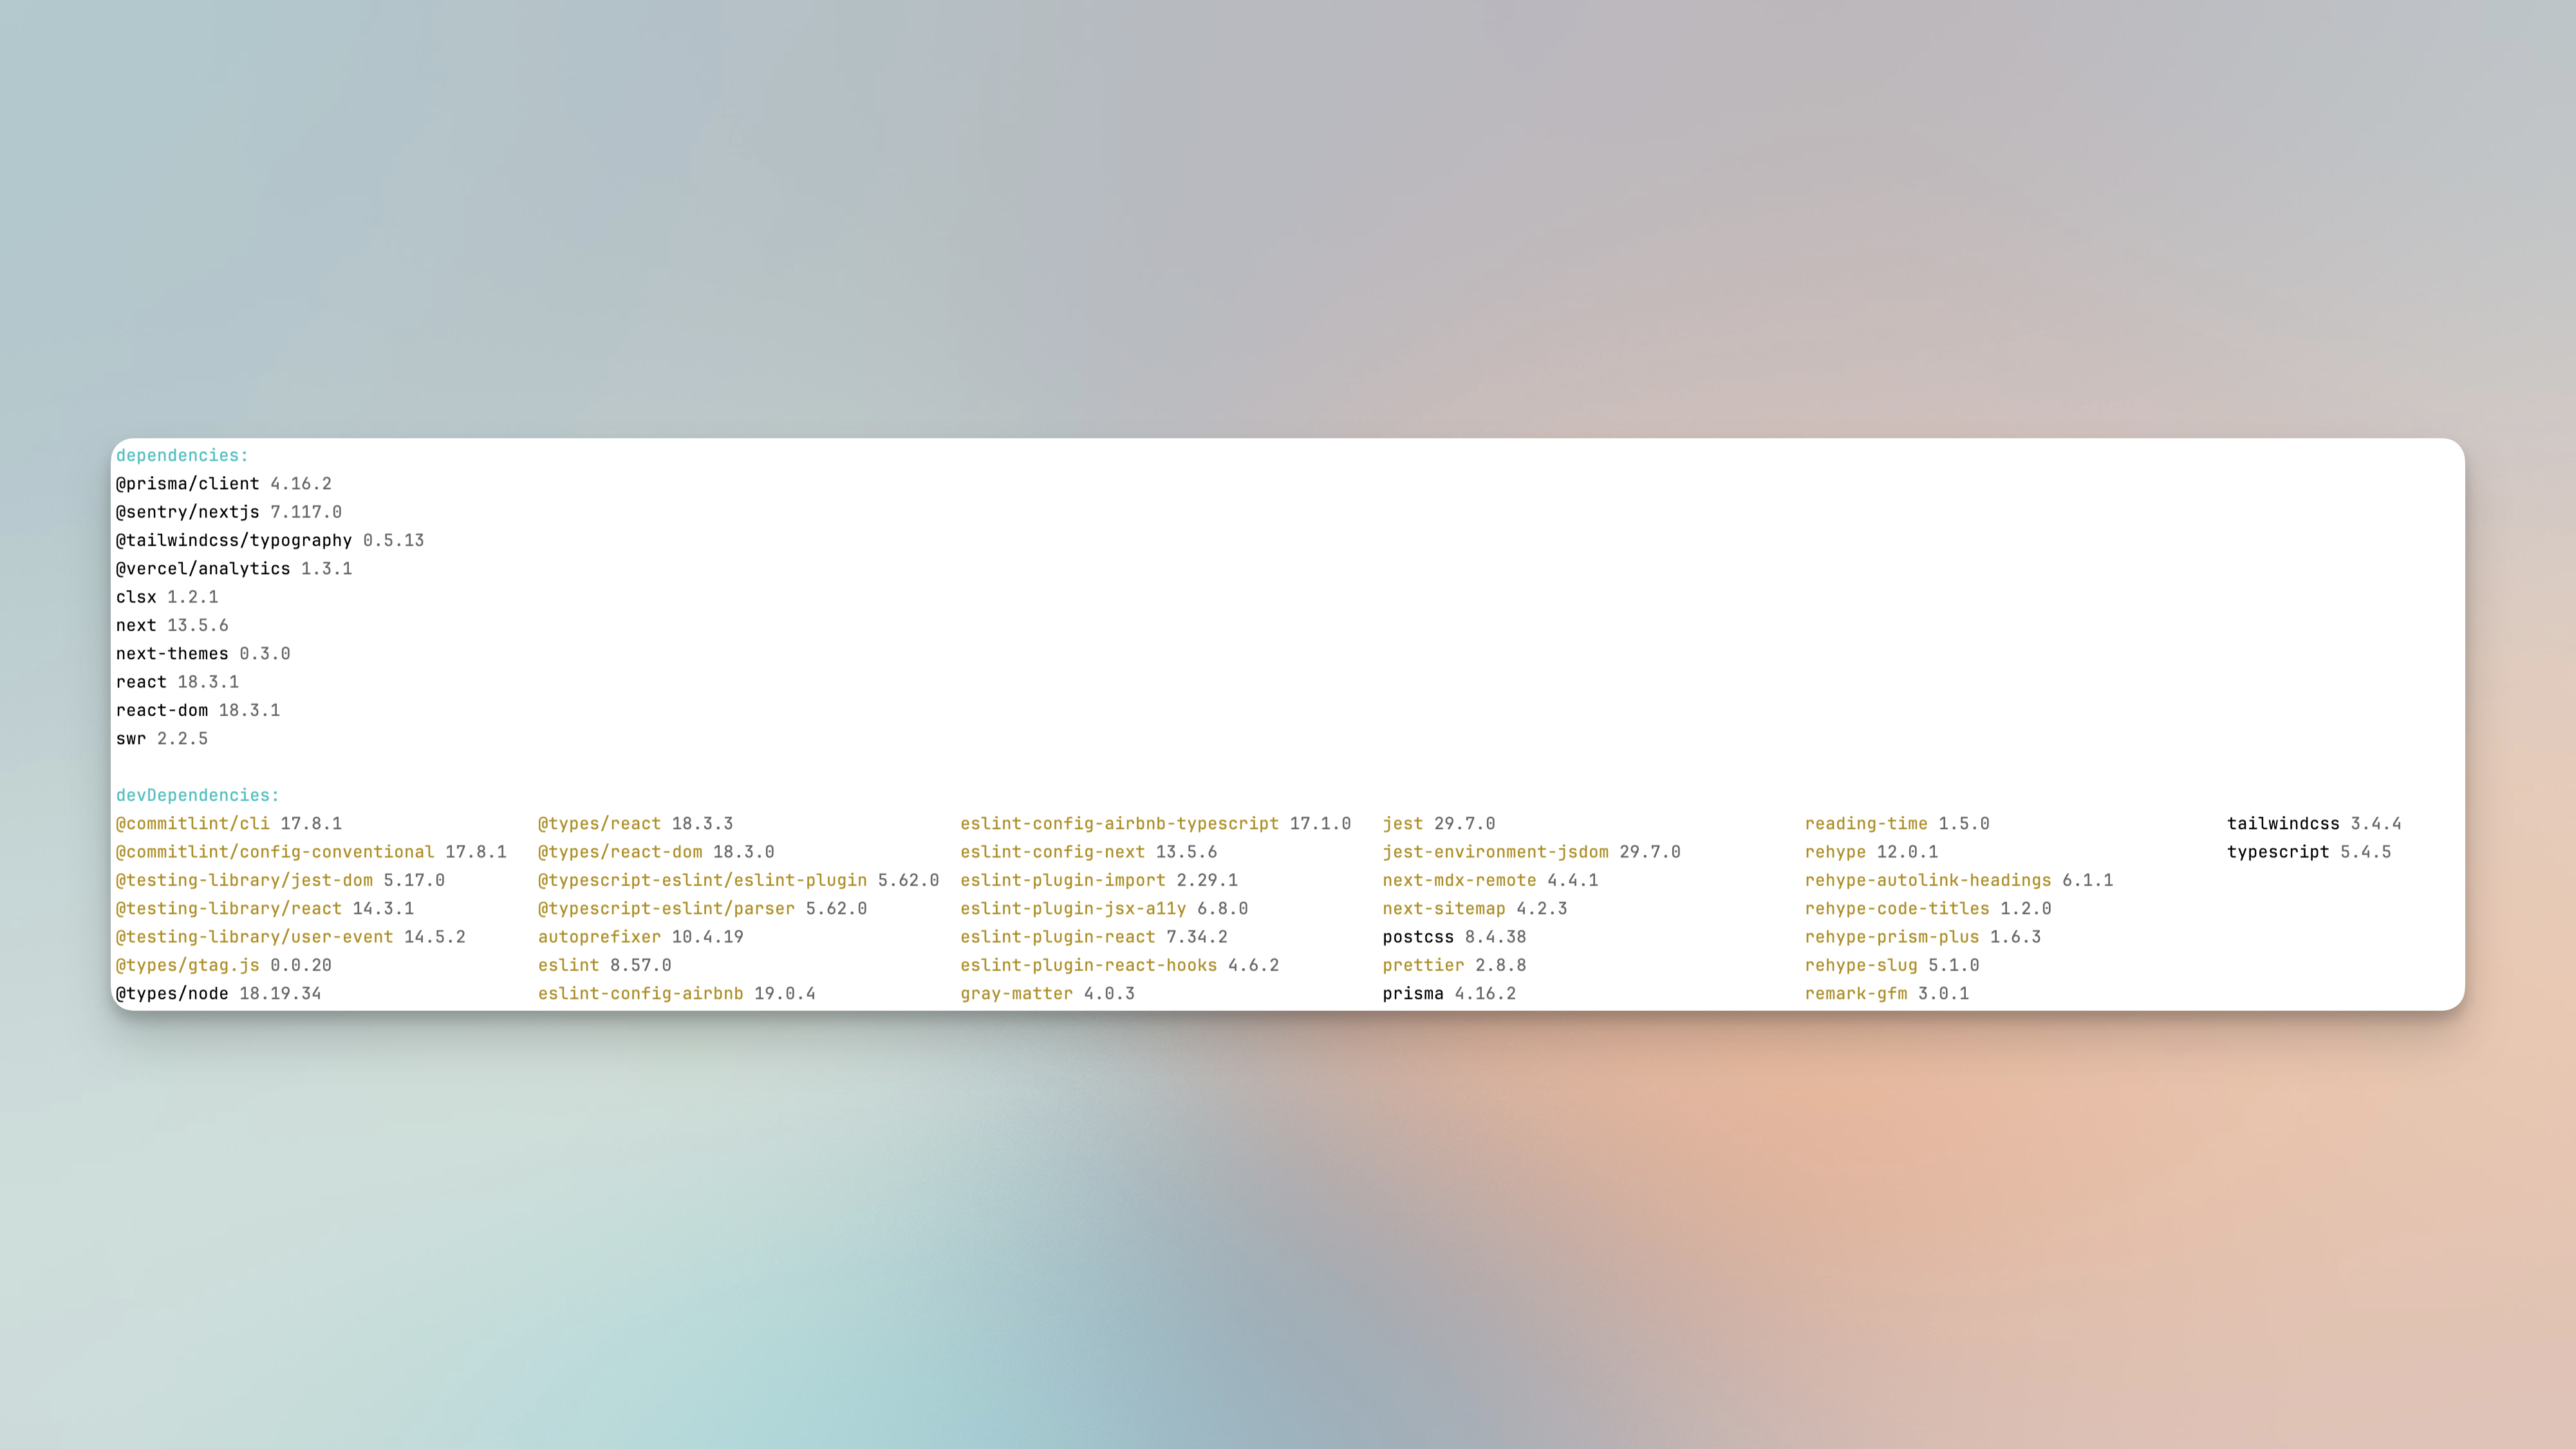 dependencies:
@prisma/client 4.16.2
@sentry/nextjs 7.117.0
@tailwindcss/typography 0.5.13
@vercel/analytics 1.3.1
clsx 1.2.1
next 13.5.6
next-themes 0.3.0
react 18.3.1
react-dom 18.3.1
swr 2.2.5
devDependencies:
@commitlint/cli 17.8.1 @types/react 18.3.3 eslint-config-airbnb-typescript 17.1.0 jest 29.7.0 reading-time 1.5.0 tailwindcss 3.4.4
@commitlint/config-conventional 17.8.1 @types/react-dom 18.3.0 eslint-config-next 13.5.6 jest-environment-jsdom 29.7.0 rehype 12.0.1 typescript 5.4.5
@testing-library/jest-dom 5.17.0 @typescript-eslint/eslint-plugin 5.62.0 eslint-plugin-import 2.29.1 next-mdx-remote 4.4.1 rehype-autolink-headings 6.1.1
@testing-library/react 14.3.1 @typescript-eslint/parser 5.62.0 eslint-plugin-jsx-a11y 6.8.0 next-sitemap 4.2.3 rehype-code-titles 1.2.0
@testing-library/user-event 14.5.2 autoprefixer 10.4.19 eslint-plugin-react 7.34.2 postcss 8.4.38 rehype-prism-plus 1.6.3
@types/gtag.js 0.0.20 eslint 8.57.0 eslint-plugin-react-hooks 4.6.2 prettier 2.8.8 rehype-slug 5.1.0
@types/node 18.19.34 eslint-config-airbnb 19.0.4 gray-matter 4.0.3 prisma 4.16.2 remark-gfm 3.0.1